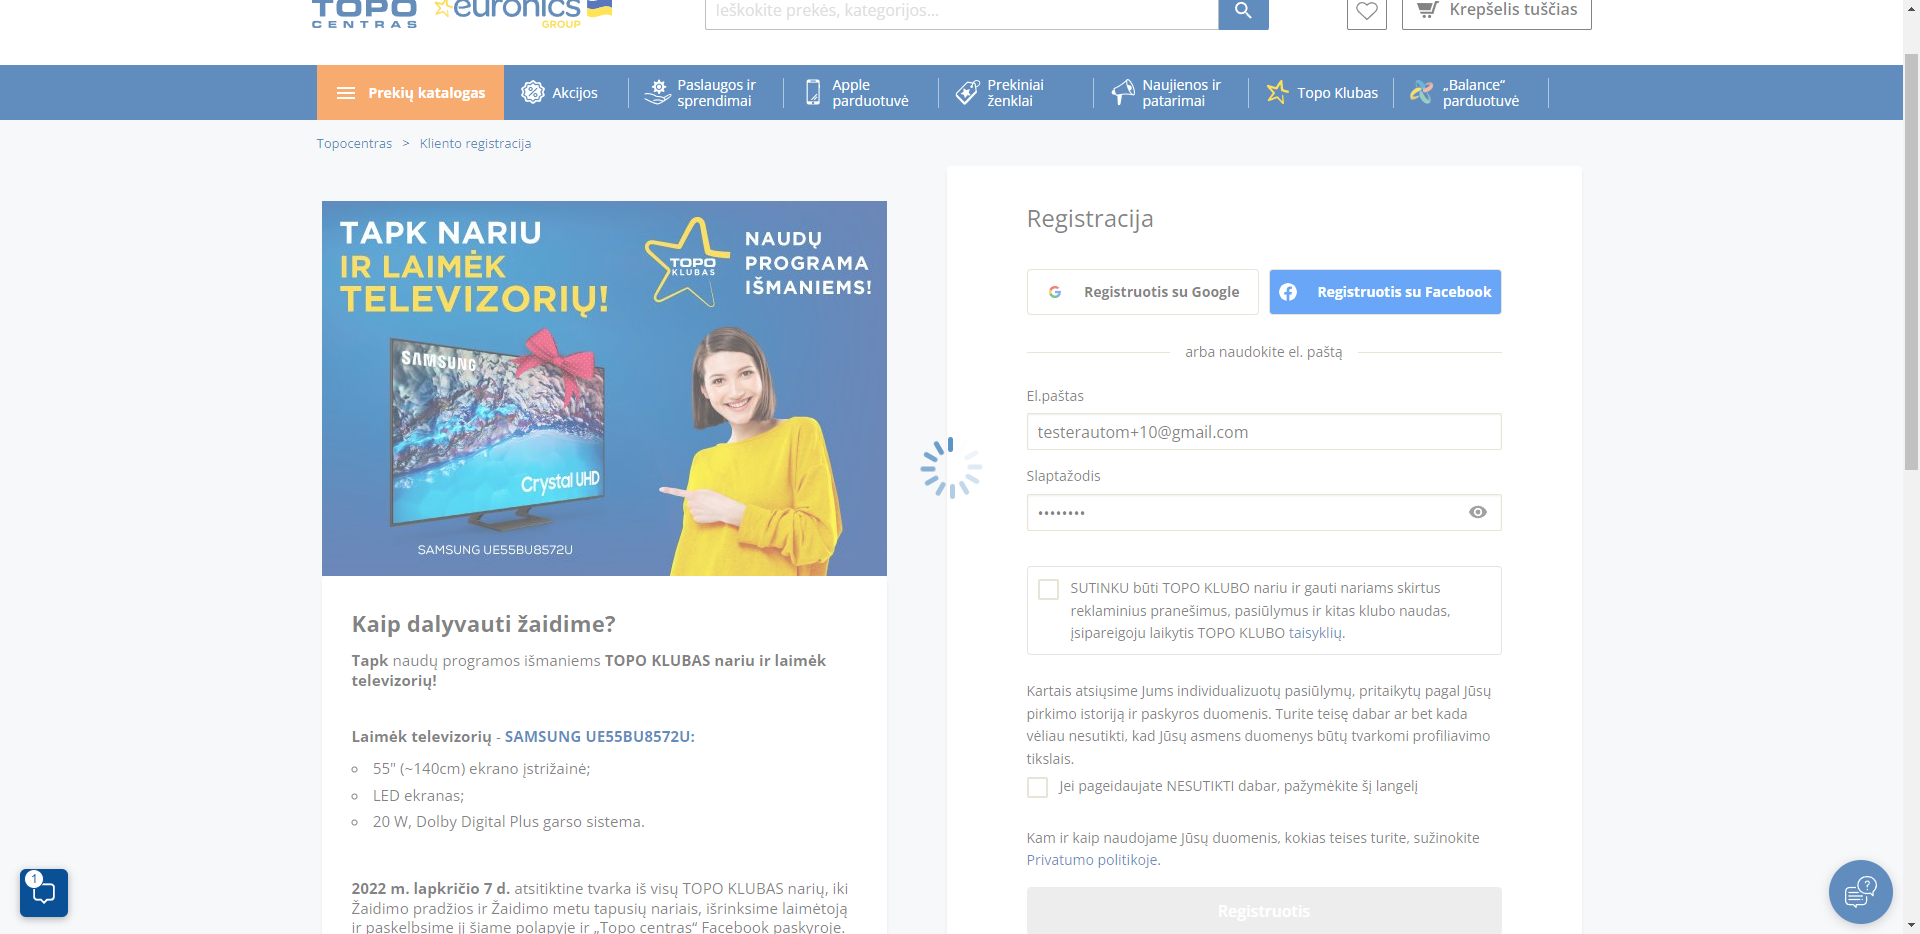 TOPO
CENTRAS
euronics
GROUP
Ieškokite prekės, kategorijos...
Krepšelis tuščias
Prekių katalogas
Akcijos
Paslaugos ir
sprendimai
Apple
parduotuvė
Prekiniai
ženklai
Naujienos ir
patarimai
Topo Klubas
„Balance“
parduotuvė
Topocentras > Kliento registracija
TAPK NARIU
IR LAIMĖK
TELEVIZORIŲ!
TOPO
KLUBAS
NAUDŲ
PROGRAMA
IŠMANIEMS!
SAMSUNG
Crystal UHD
SAMSUNG UE55BU8572U
Kaip dalyvauti žaidime?
Tapk naudų programos išmaniems TOPO KLUBAS nariu ir laimėk
televizorių!
Laimėk televizorių - SAMSUNG UE55BU8572U:
55" (~140cm) ekrano įstrižainė;
LED ekranas;
20 W, Dolby Digital Plus garso sistema.
2022 m. lapkričio 7 d. atsitiktine tvarka iš visų TOPO KLUBAS narių, iki
Žaidimo pradžios ir Žaidimo metu tapusių nariais, išrinksime laimėtoją
ir paskelbsime jį šiame polapyje ir „Topo centras“ Facebook paskyroje.
Registracija
Registruotis su Google
Registruotis su Facebook
arba naudokite el. paštą
El.paštas
testerautom+10@gmail.com
Slaptažodis
••••••••
SUTINKU būti TOPO KLUBO nariu ir gauti nariams skirtus
reklaminius pranešimus, pasiūlymus ir kitas klubo naudas,
įsipareigoju laikytis TOPO KLUBO taisyklių.
Kartais atsiųsime Jums individualizuotų pasiūlymų, pritaikytų pagal Jūsų
pirkimo istoriją ir paskyros duomenis. Turite teisę dabar ar bet kada
vėliau nesutikti, kad Jūsų asmens duomenys būtų tvarkomi profiliavimo
tikslais.
Jei pageidaujate NESUTIKTI dabar, pažymėkite šį langelį
Kam ir kaip naudojame Jūsų duomenis, kokias teises turite, sužinokite
Privatumo politikoje.
Registruotis
1
?